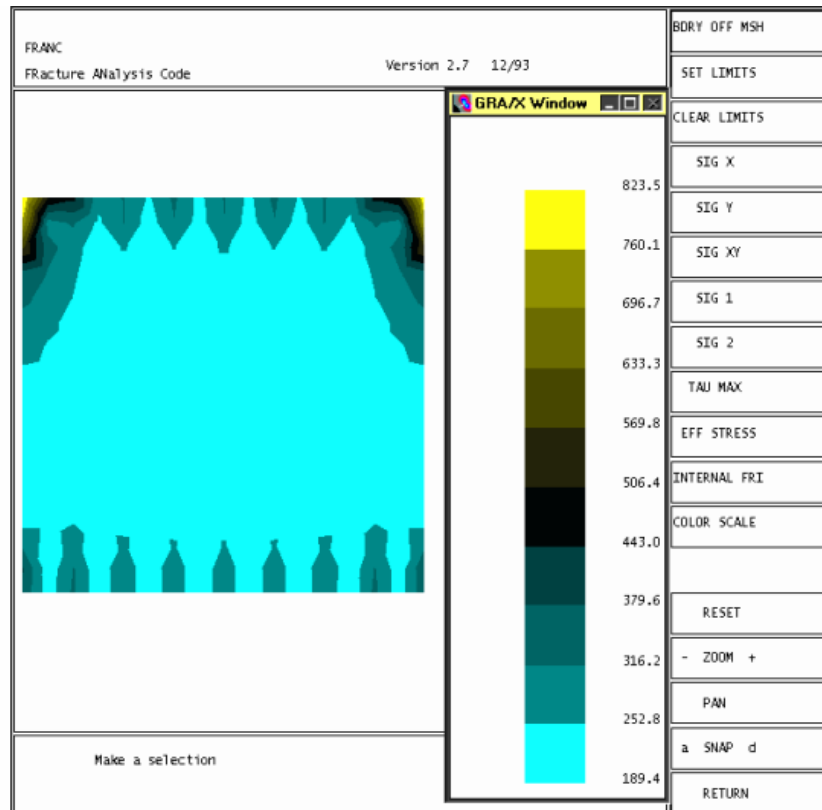 FRANC
FRacture ANalysis Code
Version 2.7 12/93
GRA/X Window
823.5
760.1
696.7
633.3
569.8
506.4
443.0
379.6
316.2
252.8
189.4
BDRY OFF MSH
SET LIMITS
CLEAR LIMITS
SIG X
SIG Y
SIG XY
SIG 1
SIG 2
TAU MAX
EFF STRESS
INTERNAL FRI
COLOR SCALE
RESET
- ZOOM +
PAN
a SNAP d
RETURN
Make a selection